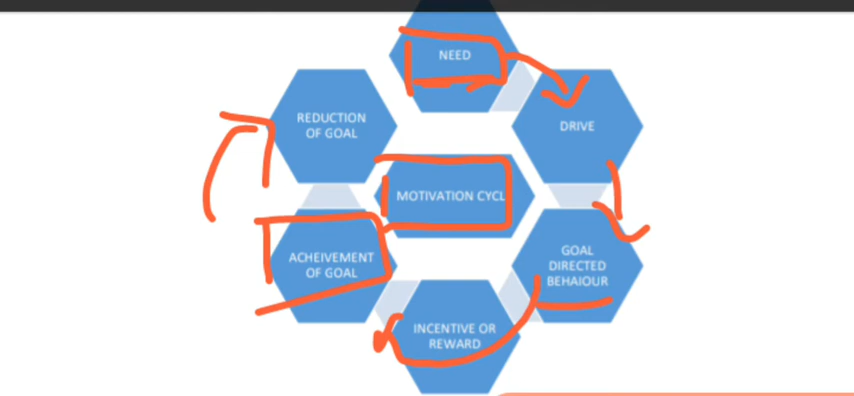 NEED
DRIVE
GOAL
DIRECTED
BEHAIOUR
INCENTIVE OR
REWARD
ACHEIVEMENT
OF GOAL
REDUCTION
OF GOAL
MOTIVATION CYCL